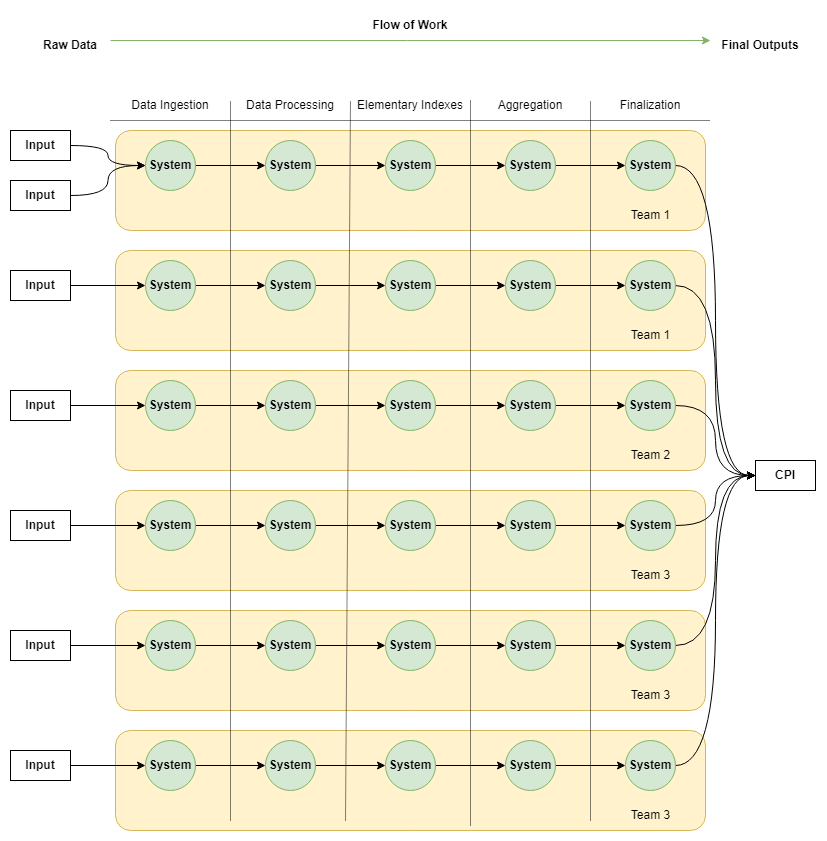 Flow of Work
Raw Data
Final Outputs
Data Ingestion
Data Processing
Elementary Indexes
Aggregation
Finalization
Input
Input
System
System
System
System
System
Team 1
Input
System
System
System
System
System
Team 1
Input
System
System
System
System
System
Team 2
CPI
Input
System
System
System
System
System
Team 3
Input
System
System
System
System
System
Team 3
Input
System
System
System
System
System
Team 3